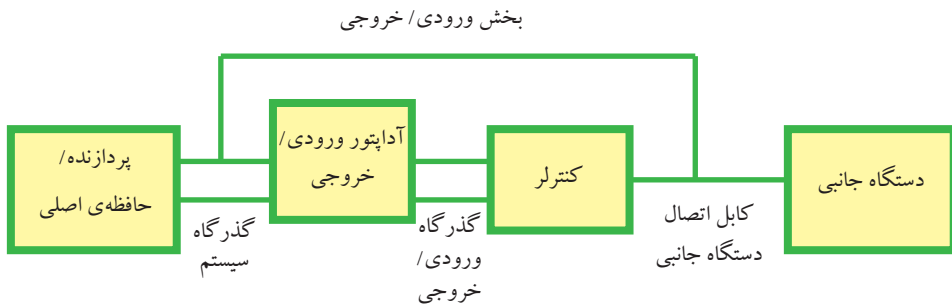 بخش ورودی/ خروجی
پردازنده/
حافظه‌ی اصلی
گذرگاه
سیستم
آداپتور ورودی/
خروجی
گذرگاه
ورودی/
خروجی
کنترلر
کابل اتصال
دستگاه جانبی
دستگاه جانبی